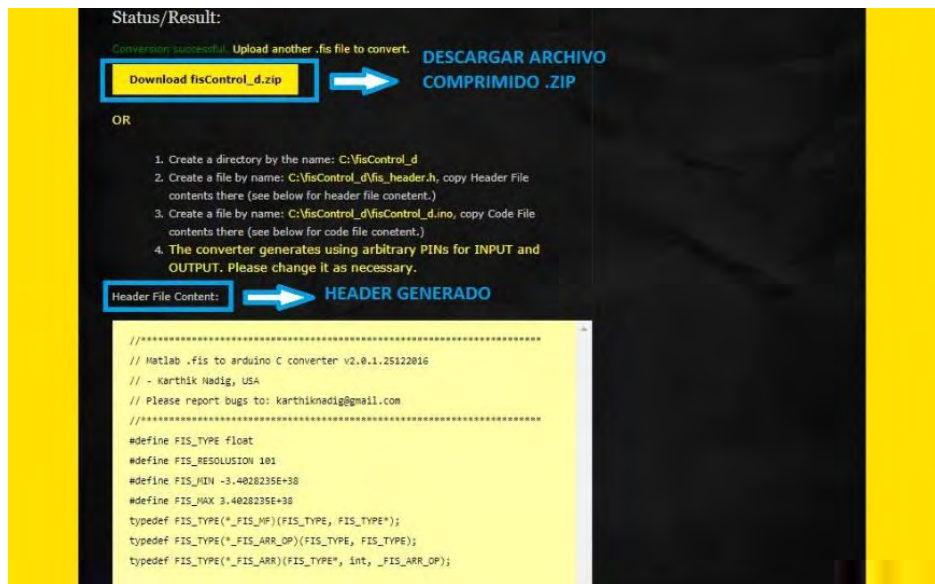 Status/Result:
Conversion successful. Upload another .fis file to convert.
Download fisControl_d.zip
DESCARGAR ARCHIVO
COMPRIMIDO .ZIP
OR
1. Create a directory by the name: C:\fisControl_d
2. Create a file by name: C:\fisControl_d\fis_header.h, copy Header File
contents there (see below for header file conetent.)
3. Create a file by name: C:\fisControl_d\fisControl_d.ino, copy Code File
contents there (see below for code file conetent.)
4. The converter generates using arbitrary PINs for INPUT and
OUTPUT. Please change it as necessary.
Header File Content:
HEADER GENERADO
//***********************************************************************
// Matlab .fis to arduino C converter v2.0.1.25122016
// - Karthik Nadig, USA
// Please report bugs to: karthiknadig@gmail.com
//***********************************************************************
#define FIS_TYPE float
#define FIS_RESOLUSION 101
#define FIS_MIN -3.4028235E+38
#define FIS_MAX 3.4028235E+38
typedef FIS_TYPE(*_FIS_MF)(FIS_TYPE, FIS_TYPE*);
typedef FIS_TYPE(*_FIS_ARR_OP)(FIS_TYPE, FIS_TYPE);
typedef FIS_TYPE(*_FIS_ARR)(FIS_TYPE*, int, _FIS_ARR_OP);